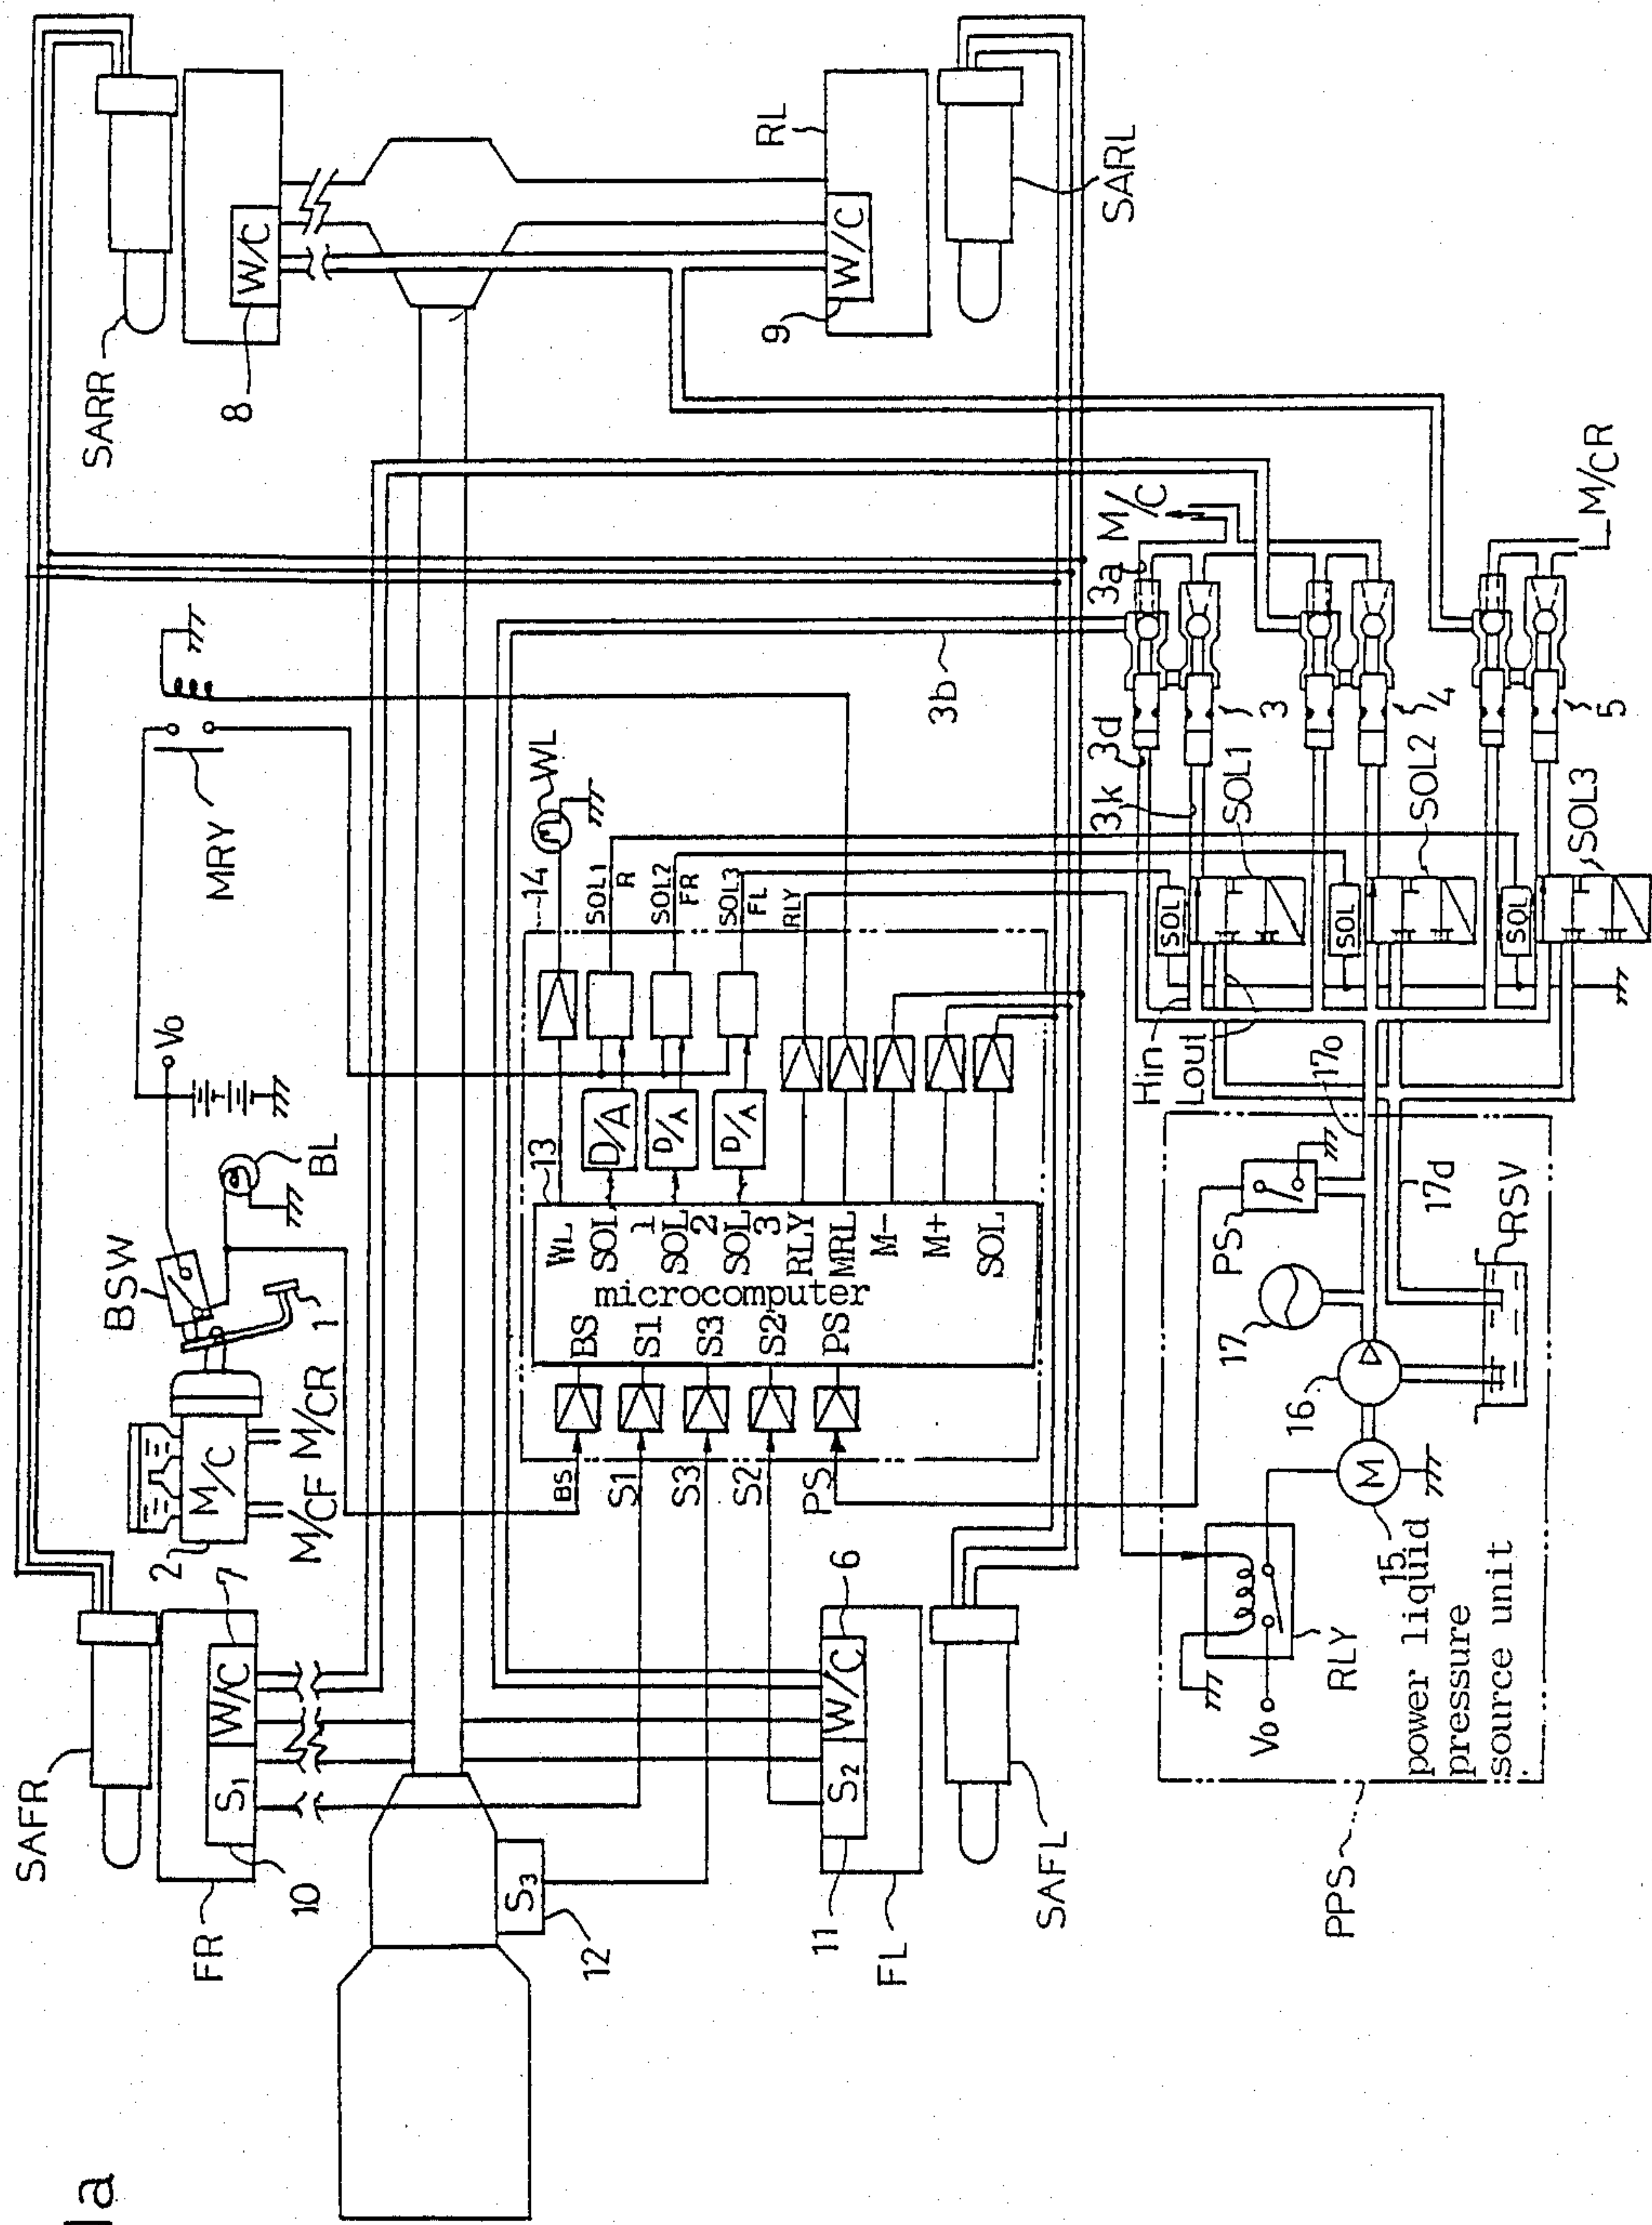 1a
SAFR
FR
10
S1
W/C
7
2
M/C
M/CF
M/CR
1
BSW
BL
Vo
MRY
SARR
8
W/C
S3
12
11
S2
W/C
6
FL
SAFL
BS
S1
S3
S2
PS
BS
S1
S3
S2
PS
microcomputer
WL
SOL
1
SOL
2
SOL
3
RLY
MRL
M-
M+
SOL
13
D/A
D/A
D/A
14
WL
SOL1
R
SOL2
FR
SOL3
FL
RLY
9
W/C
RL
SARL
3b
3a
M/C
3d
3k
3
4
5
M/CR
SOL1
SOL2
SOL3
SOL
SOL
SOL
Hin
Lout
17o
17d
PS
17
16
M
15
RSV
RLY
Vo
power liquid
pressure
source unit
PPS